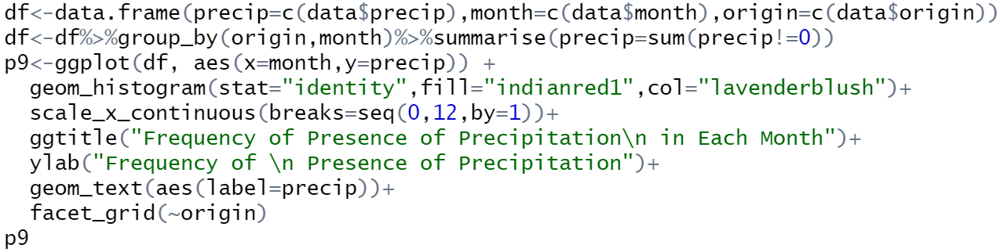 df<-data.frame(precip=c(data$precip),month=c(data$month),origin=c(data$origin))
df<-df%>%group_by(origin,month)%>%summarise(precip=sum(precip!=0))
p9<-ggplot(df, aes(x=month,y=precip)) +
  geom_histogram(stat="identity",fill="indianred1",col="lavenderblush")+
  scale_x_continuous(breaks=seq(0,12,by=1))+
  ggtitle("Frequency of Presence of Precipitation\n in Each Month")+
  ylab("Frequency of \n Presence of Precipitation")+
  geom_text(aes(label=precip))+
  facet_grid(~origin)
p9